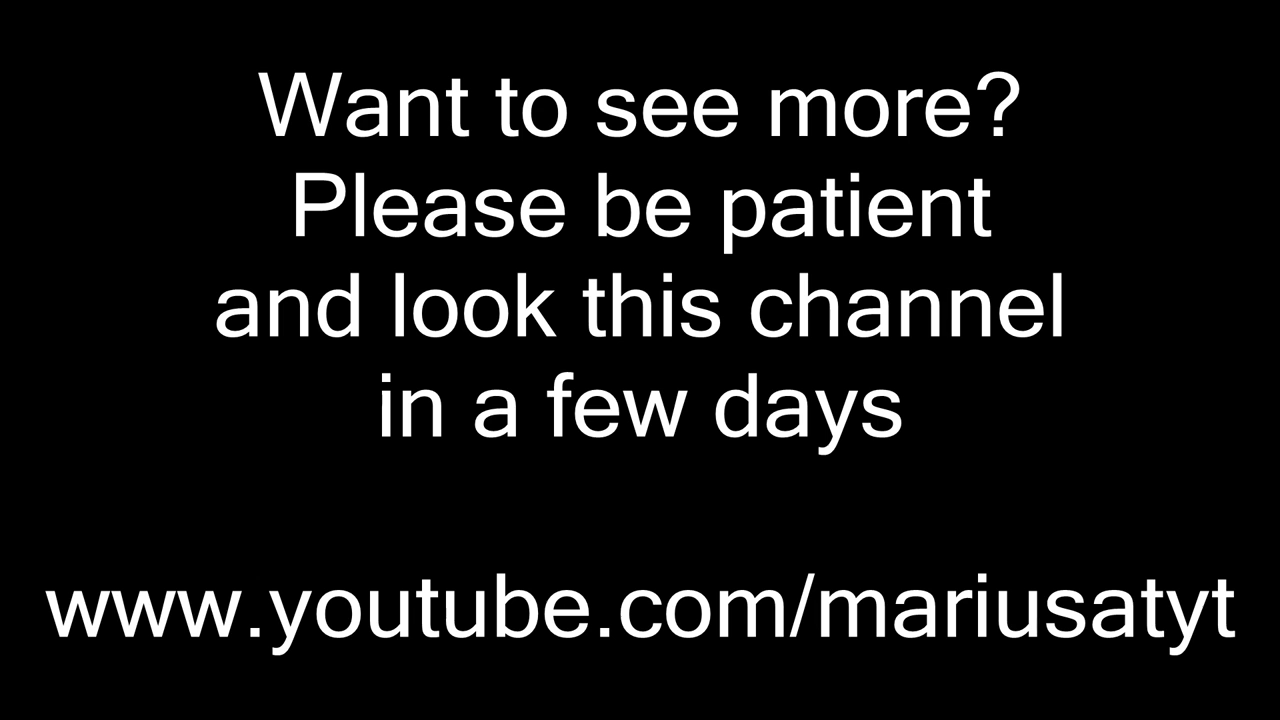 Want to see more?
Please be patient
and look this channel
in a few days
www.youtube.com/mariusatyt